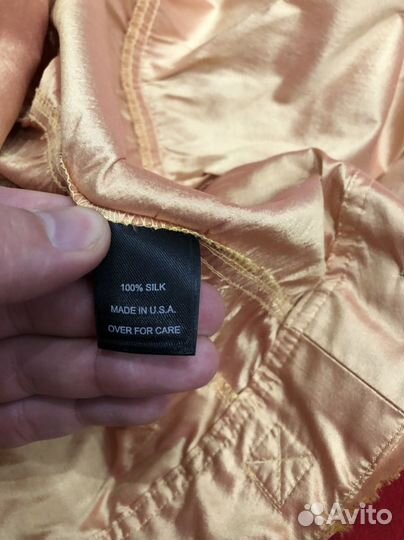 100% SILK
MADE IN U.S.A.
OVER FOR CARE
Avito